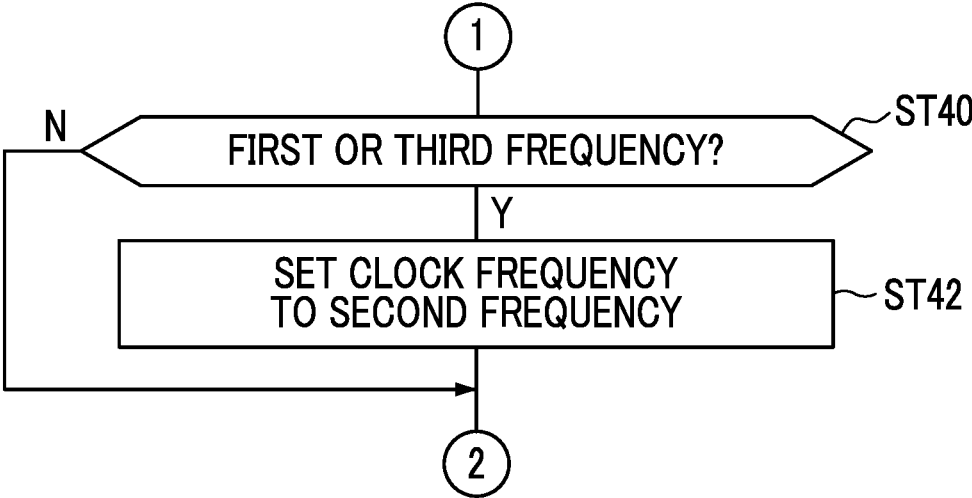 1
N
FIRST OR THIRD FREQUENCY?
ST40
Y
SET CLOCK FREQUENCY
TO SECOND FREQUENCY
ST42
2